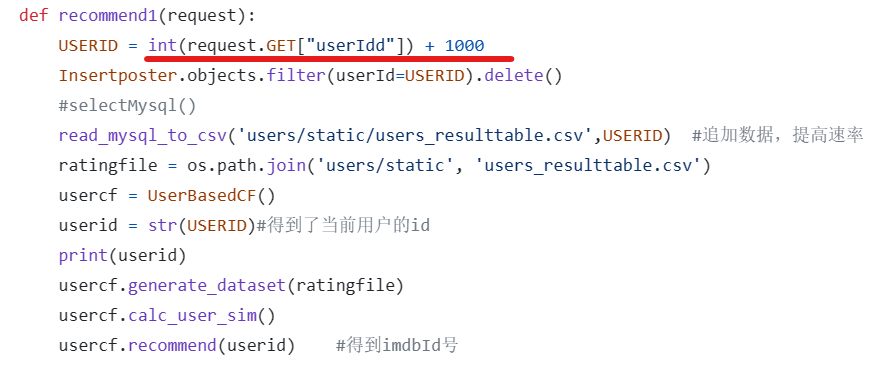 def recommend1(request):
    USERID = int(request.GET["userIdd"]) + 1000
    Insertposter.objects.filter(userId=USERID).delete()
    #selectMysql()
    read_mysql_to_csv('users/static/users_resulttable.csv',USERID)  #追加数据，提高速率
    ratingfile = os.path.join('users/static', 'users_resulttable.csv')
    usercf = UserBasedCF()
    userid = str(USERID)#得到了当前用户的id
    print(userid)
    usercf.generate_dataset(ratingfile)
    usercf.calc_user_sim()
    usercf.recommend(userid)    #得到imdbId号